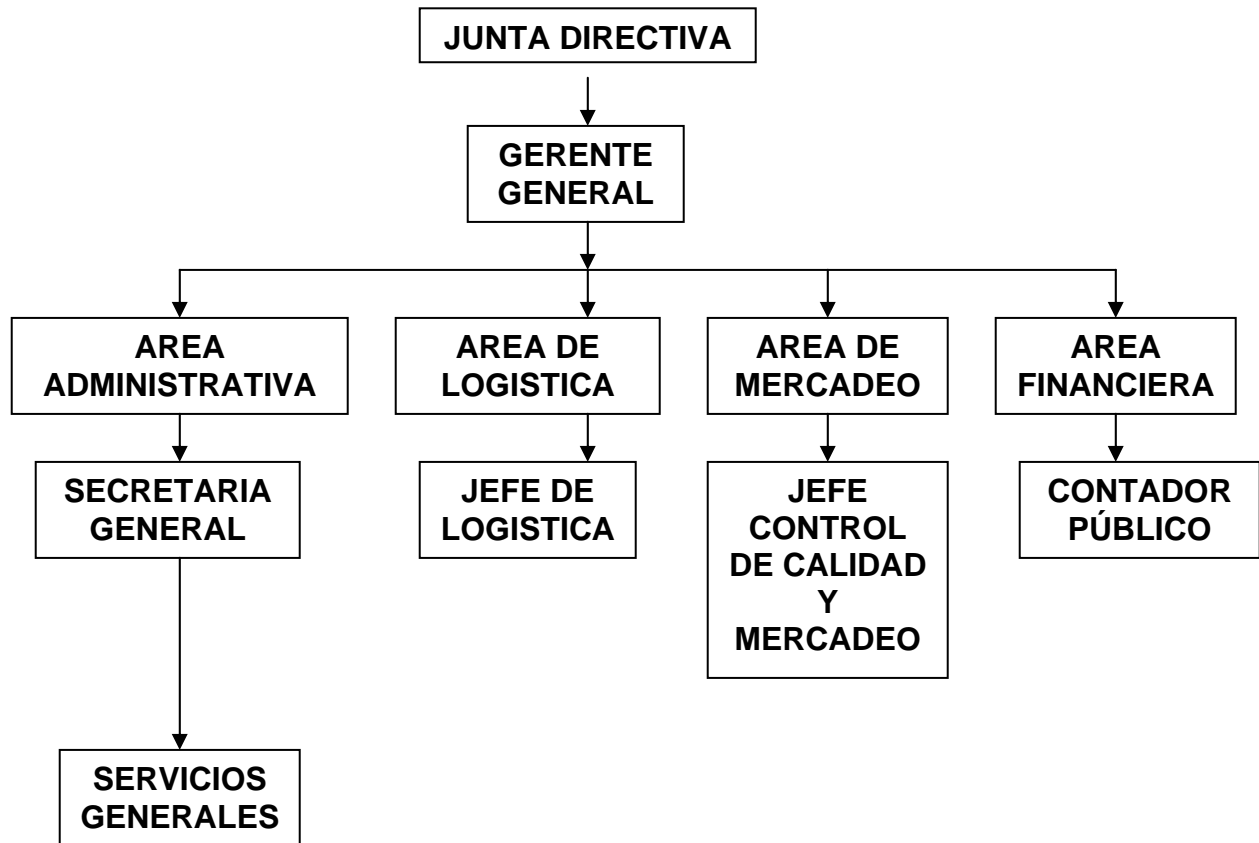 JUNTA DIRECTIVA
GERENTE
GENERAL
AREA
ADMINISTRATIVA
AREA DE
LOGISTICA
AREA DE
MERCADEO
AREA
FINANCIERA
SECRETARIA
GENERAL
JEFE DE
LOGISTICA
JEFE
CONTROL
DE CALIDAD
Y
MERCADEO
CONTADOR
PÚBLICO
SERVICIOS
GENERALES